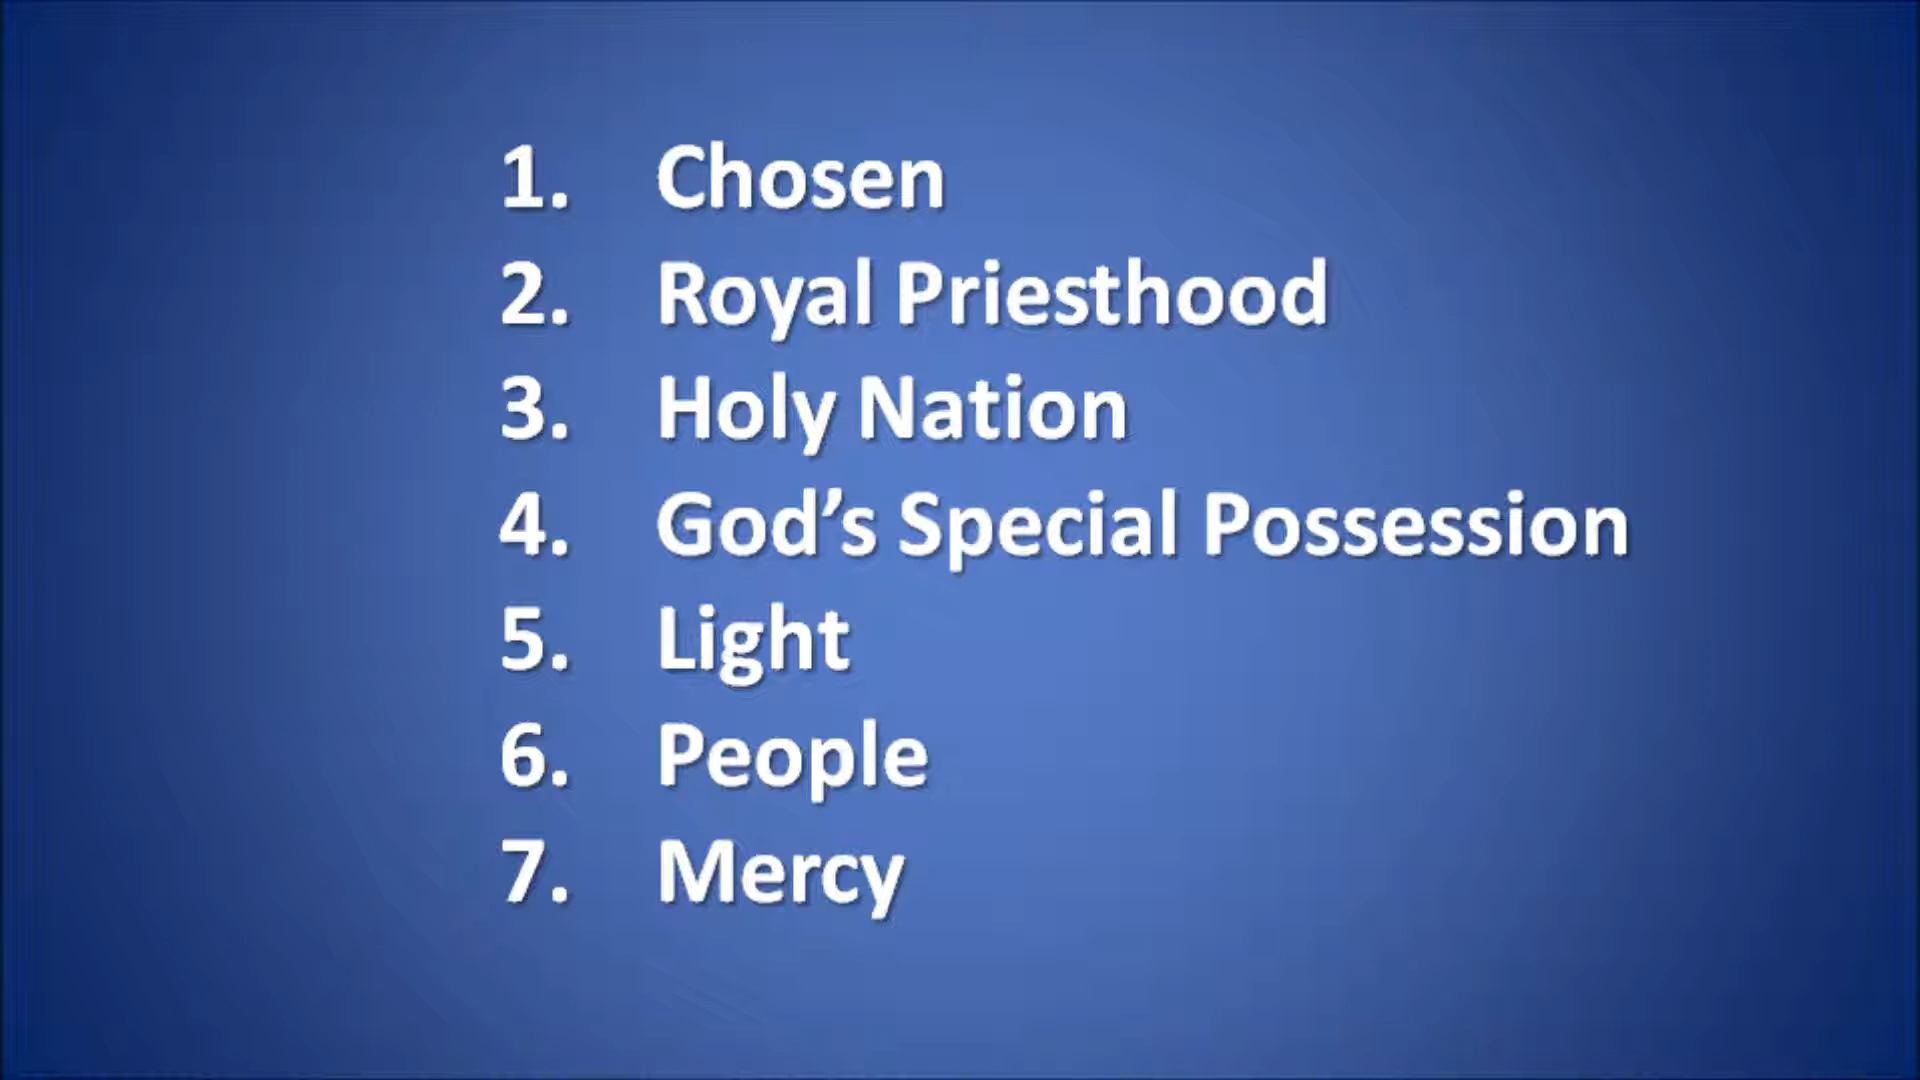 1. Chosen
2. Royal Priesthood
3. Holy Nation
4. God’s Special Possession
5. Light
6. People
7. Mercy